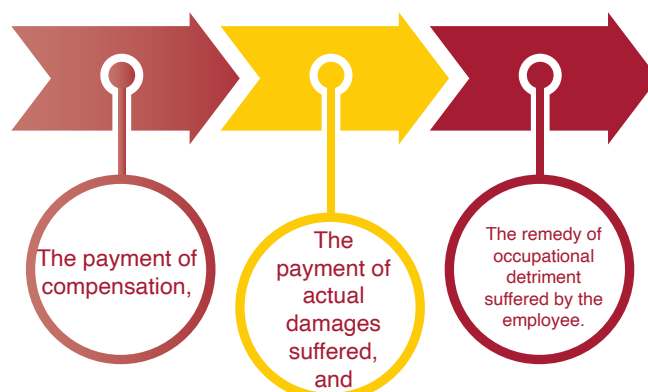 The payment of
compensation,
The
payment of
actual
damages
suffered,
and
The remedy of
occupational
detriment
suffered by the
employee.